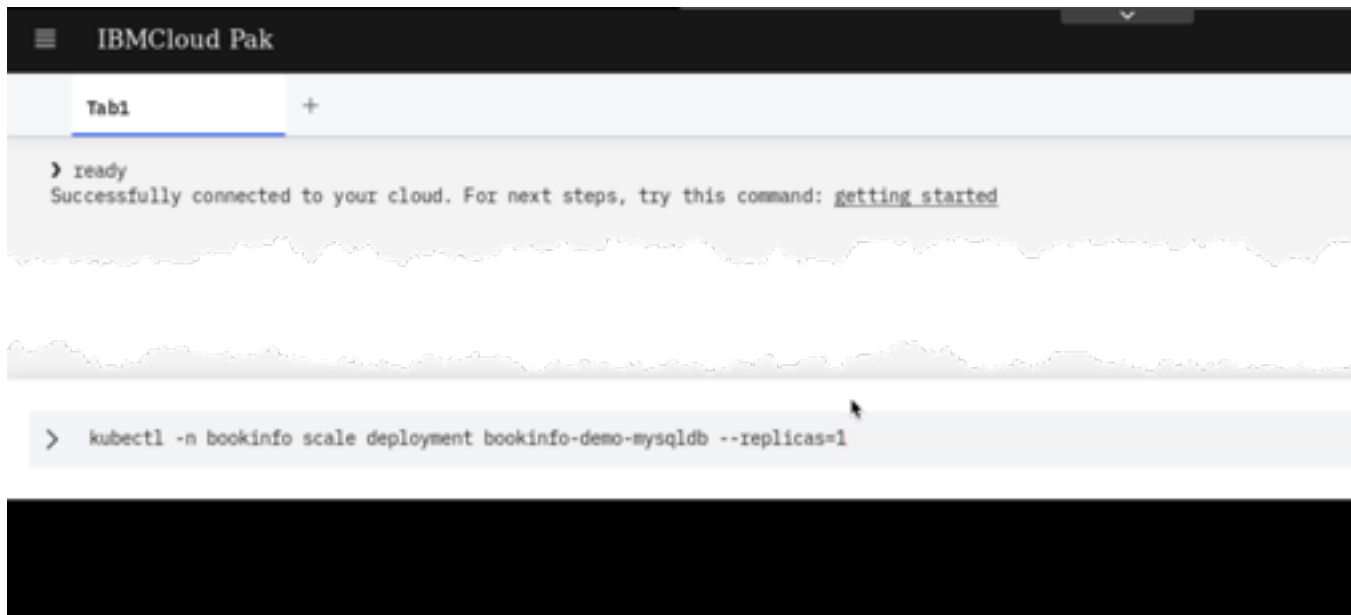 IBMCloud Pak
Tab1 +
❯ ready
Successfully connected to your cloud. For next steps, try this command: getting started
kubectl -n bookinfo scale deployment bookinfo-demo-mysqldb --replicas=1